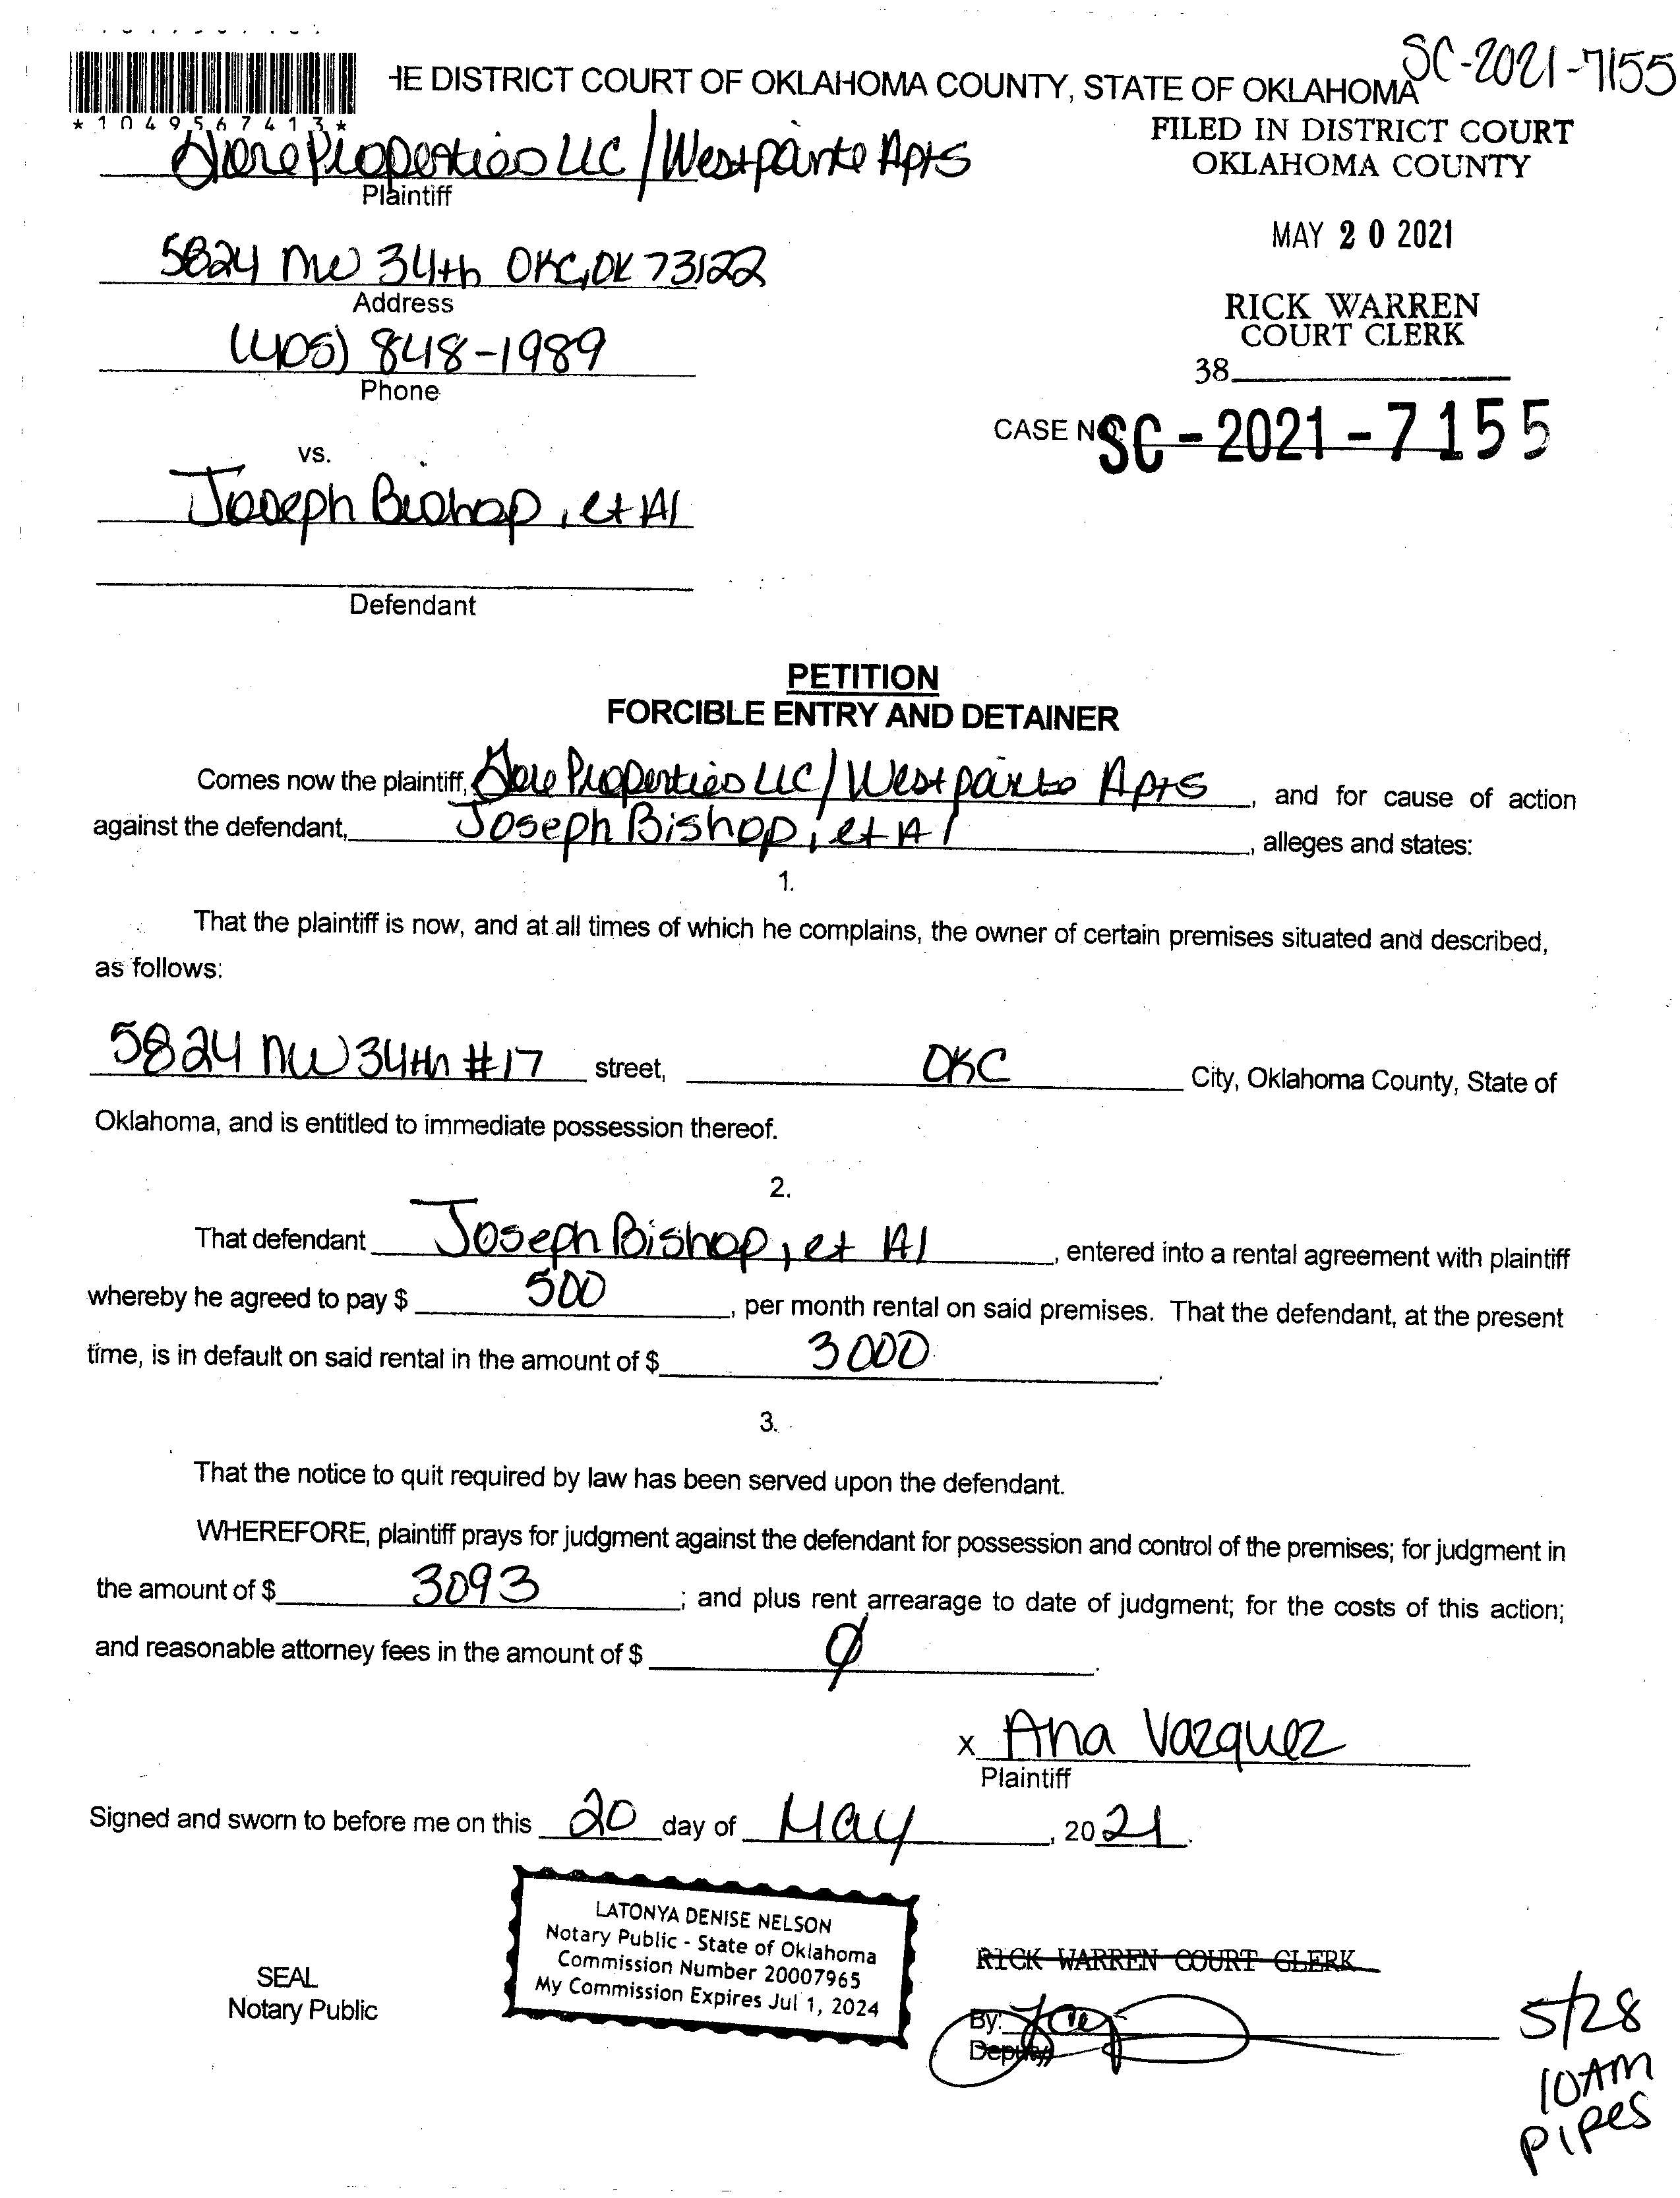 SC-2021-7155
HE DISTRICT COURT OF OKLAHOMA COUNTY, STATE OF OKLAHOMA
*1049567413*
FILED IN DISTRICT COURT
OKLAHOMA COUNTY
Properties LLC / Westpointe Apts
Plaintiff
MAY 20 2021
5824 NW 34th OKC, OK 73122
Address
RICK WARREN
COURT CLERK
(405) 848-1989
Phone
38
CASE NO. SC-2021-7155
vs.
Joseph Bishop, et Al
Defendant
PETITION
FORCIBLE ENTRY AND DETAINER
Comes now the plaintiff, Properties LLC / Westpointe Apts, and for cause of action
against the defendant, Joseph Bishop, et Al, alleges and states:
1.
That the plaintiff is now, and at all times of which he complains, the owner of certain premises situated and described,
as follows:
5824 NW 34th #17 street, OKC City, Oklahoma County, State of
Oklahoma, and is entitled to immediate possession thereof.
2.
That defendant Joseph Bishop, et Al, entered into a rental agreement with plaintiff
whereby he agreed to pay $ 500, per month rental on said premises. That the defendant, at the present
time, is in default on said rental in the amount of $ 3000.
3.
That the notice to quit required by law has been served upon the defendant.
WHEREFORE, plaintiff prays for judgment against the defendant for possession and control of the premises; for judgment in
the amount of $ 3093; and plus rent arrearage to date of judgment; for the costs of this action;
and reasonable attorney fees in the amount of $ Ø.
x Ana Vazquez
Plaintiff
Signed and sworn to before me on this 20 day of May, 2021.
LATONYA DENISE NELSON
Notary Public - State of Oklahoma
Commission Number 20007965
My Commission Expires Jul 1, 2024
SEAL
Notary Public
RICK WARREN COURT CLERK
By:
Deputy
5/28
10AM
PIPES